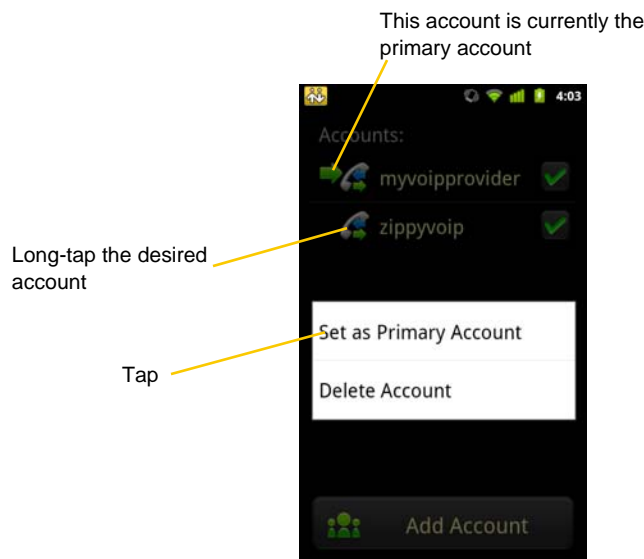 This account is currently the
primary account
4:03
Accounts:
myvoipprovider
zippyvoip
Long-tap the desired
account
Set as Primary Account
Tap
Delete Account
Add Account